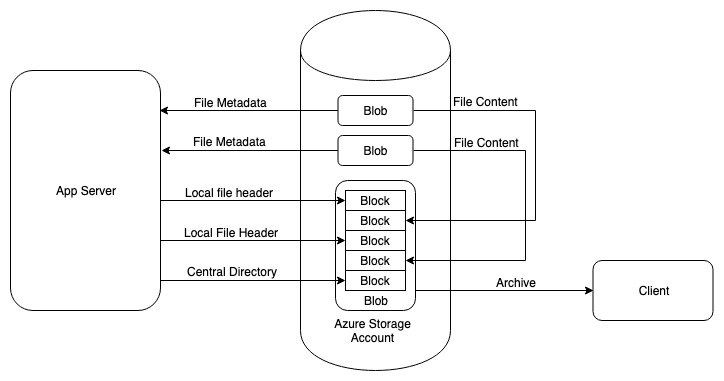 File Metadata
Blob
File Content
File Metadata
Blob
File Content
App Server
Local file header
Block
Block
Local File Header
Block
Block
Central Directory
Block
Archive
Client
Blob
Azure Storage
Account